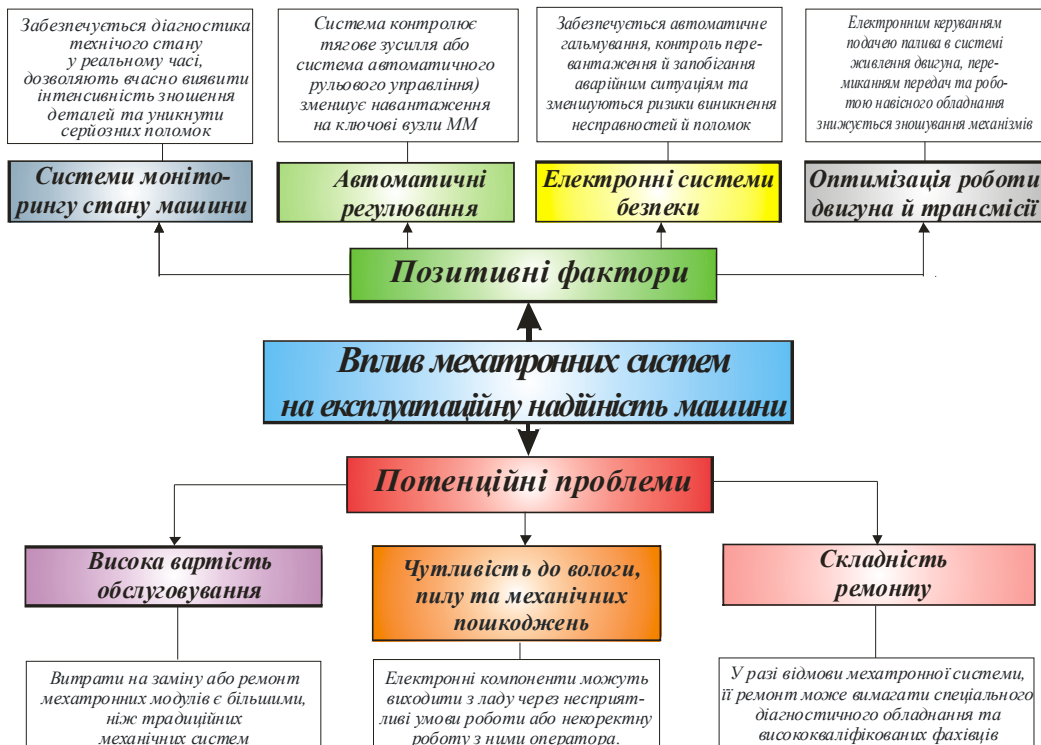 Забезпечується діагностика
технічого стану
у реальному часі,
дозволяють вчасно виявити
інтенсивність зношення
деталей та уникнути
серйозних поломок
Система контролює
тягове зусилля або
система автоматичного
рульового управління)
зменшує навантаження
на ключові вузли ММ
Забезпечується автоматичне
гальмування, контроль пере-
вантаження й запобігання
аварійним ситуаціям та
зменшуються ризики виникнення
несправностей й поломок
Електронним керуванням
подачею палива в системі
живлення двигуна, пере-
миканням передач та робо-
тою навісного обладнання
знижується зношування механізмів
Системи моніто-
рингу стану машини
Автоматичні
регулювання
Електронні системи
безпеки
Оптимізація роботи
двигуна й трансмісії
Позитивні фактори
Вплив мехатронних систем
на експлуатаційну надійність машини
Потенційні проблеми
Висока вартість
обслуговування
Чутливість до вологи,
пилу та механічних
пошкоджень
Складність
ремонту
Витрати на заміну або ремонт
мехатронних модулів є більшими,
ніж традиційних
механічних систем
Електронні компоненти можуть
виходити з ладу через несприят-
ливі умови роботи або некоректну
роботу з ними оператора.
У разі відмови мехатронної системи,
її ремонт може вимагати спеціального
діагностичного обладнання та
висококваліфікованих фахівців